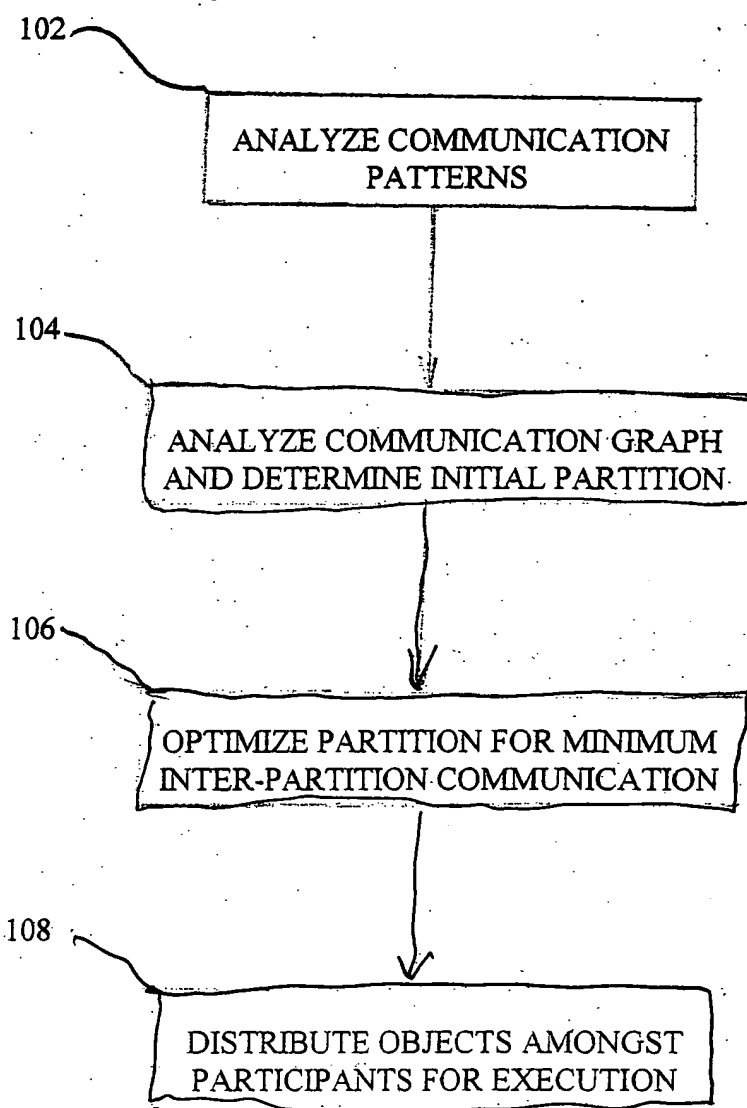 102
ANALYZE COMMUNICATION
PATTERNS
104
ANALYZE COMMUNICATION GRAPH
AND DETERMINE INITIAL PARTITION
106
OPTIMIZE PARTITION FOR MINIMUM
INTER-PARTITION COMMUNICATION
108
DISTRIBUTE OBJECTS AMONGST
PARTICIPANTS FOR EXECUTION